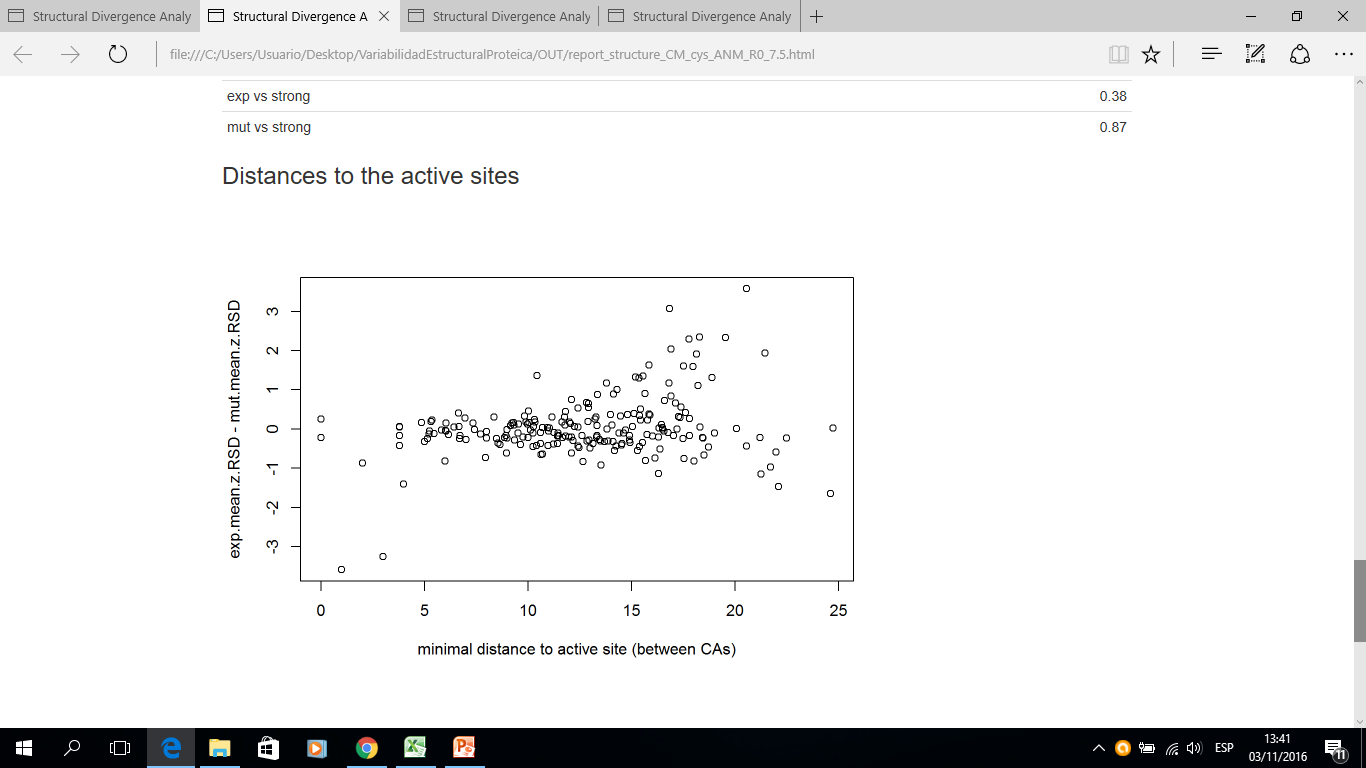 Structural Divergence Analy
Structural Divergence A
Structural Divergence Analy
Structural Divergence Analy
file:///C:/Users/Usuario/Desktop/VariabilidadEstructuralProteica/OUT/report_structure_CM_cys_ANM_R0_7.5.html
exp vs strong 0.38
mut vs strong 0.87
Distances to the active sites
exp.mean.z.RSD - mut.mean.z.RSD
3
2
1
0
-1
-2
-3
0 5 10 15 20 25
minimal distance to active site (between CAs)
ESP
13:41
03/11/2016
11